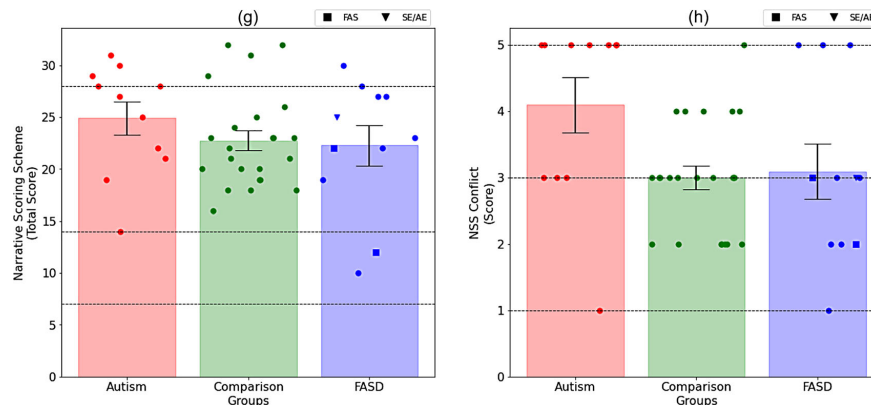 (g)
FAS SE/AE
Narrative Scoring Scheme
(Total Score)
30
25
20
15
10
5
0
Autism Comparison FASD
Groups
(h)
FAS SE/AE
NSS Conflict
(Score)
5
4
3
2
1
0
Autism Comparison FASD
Groups